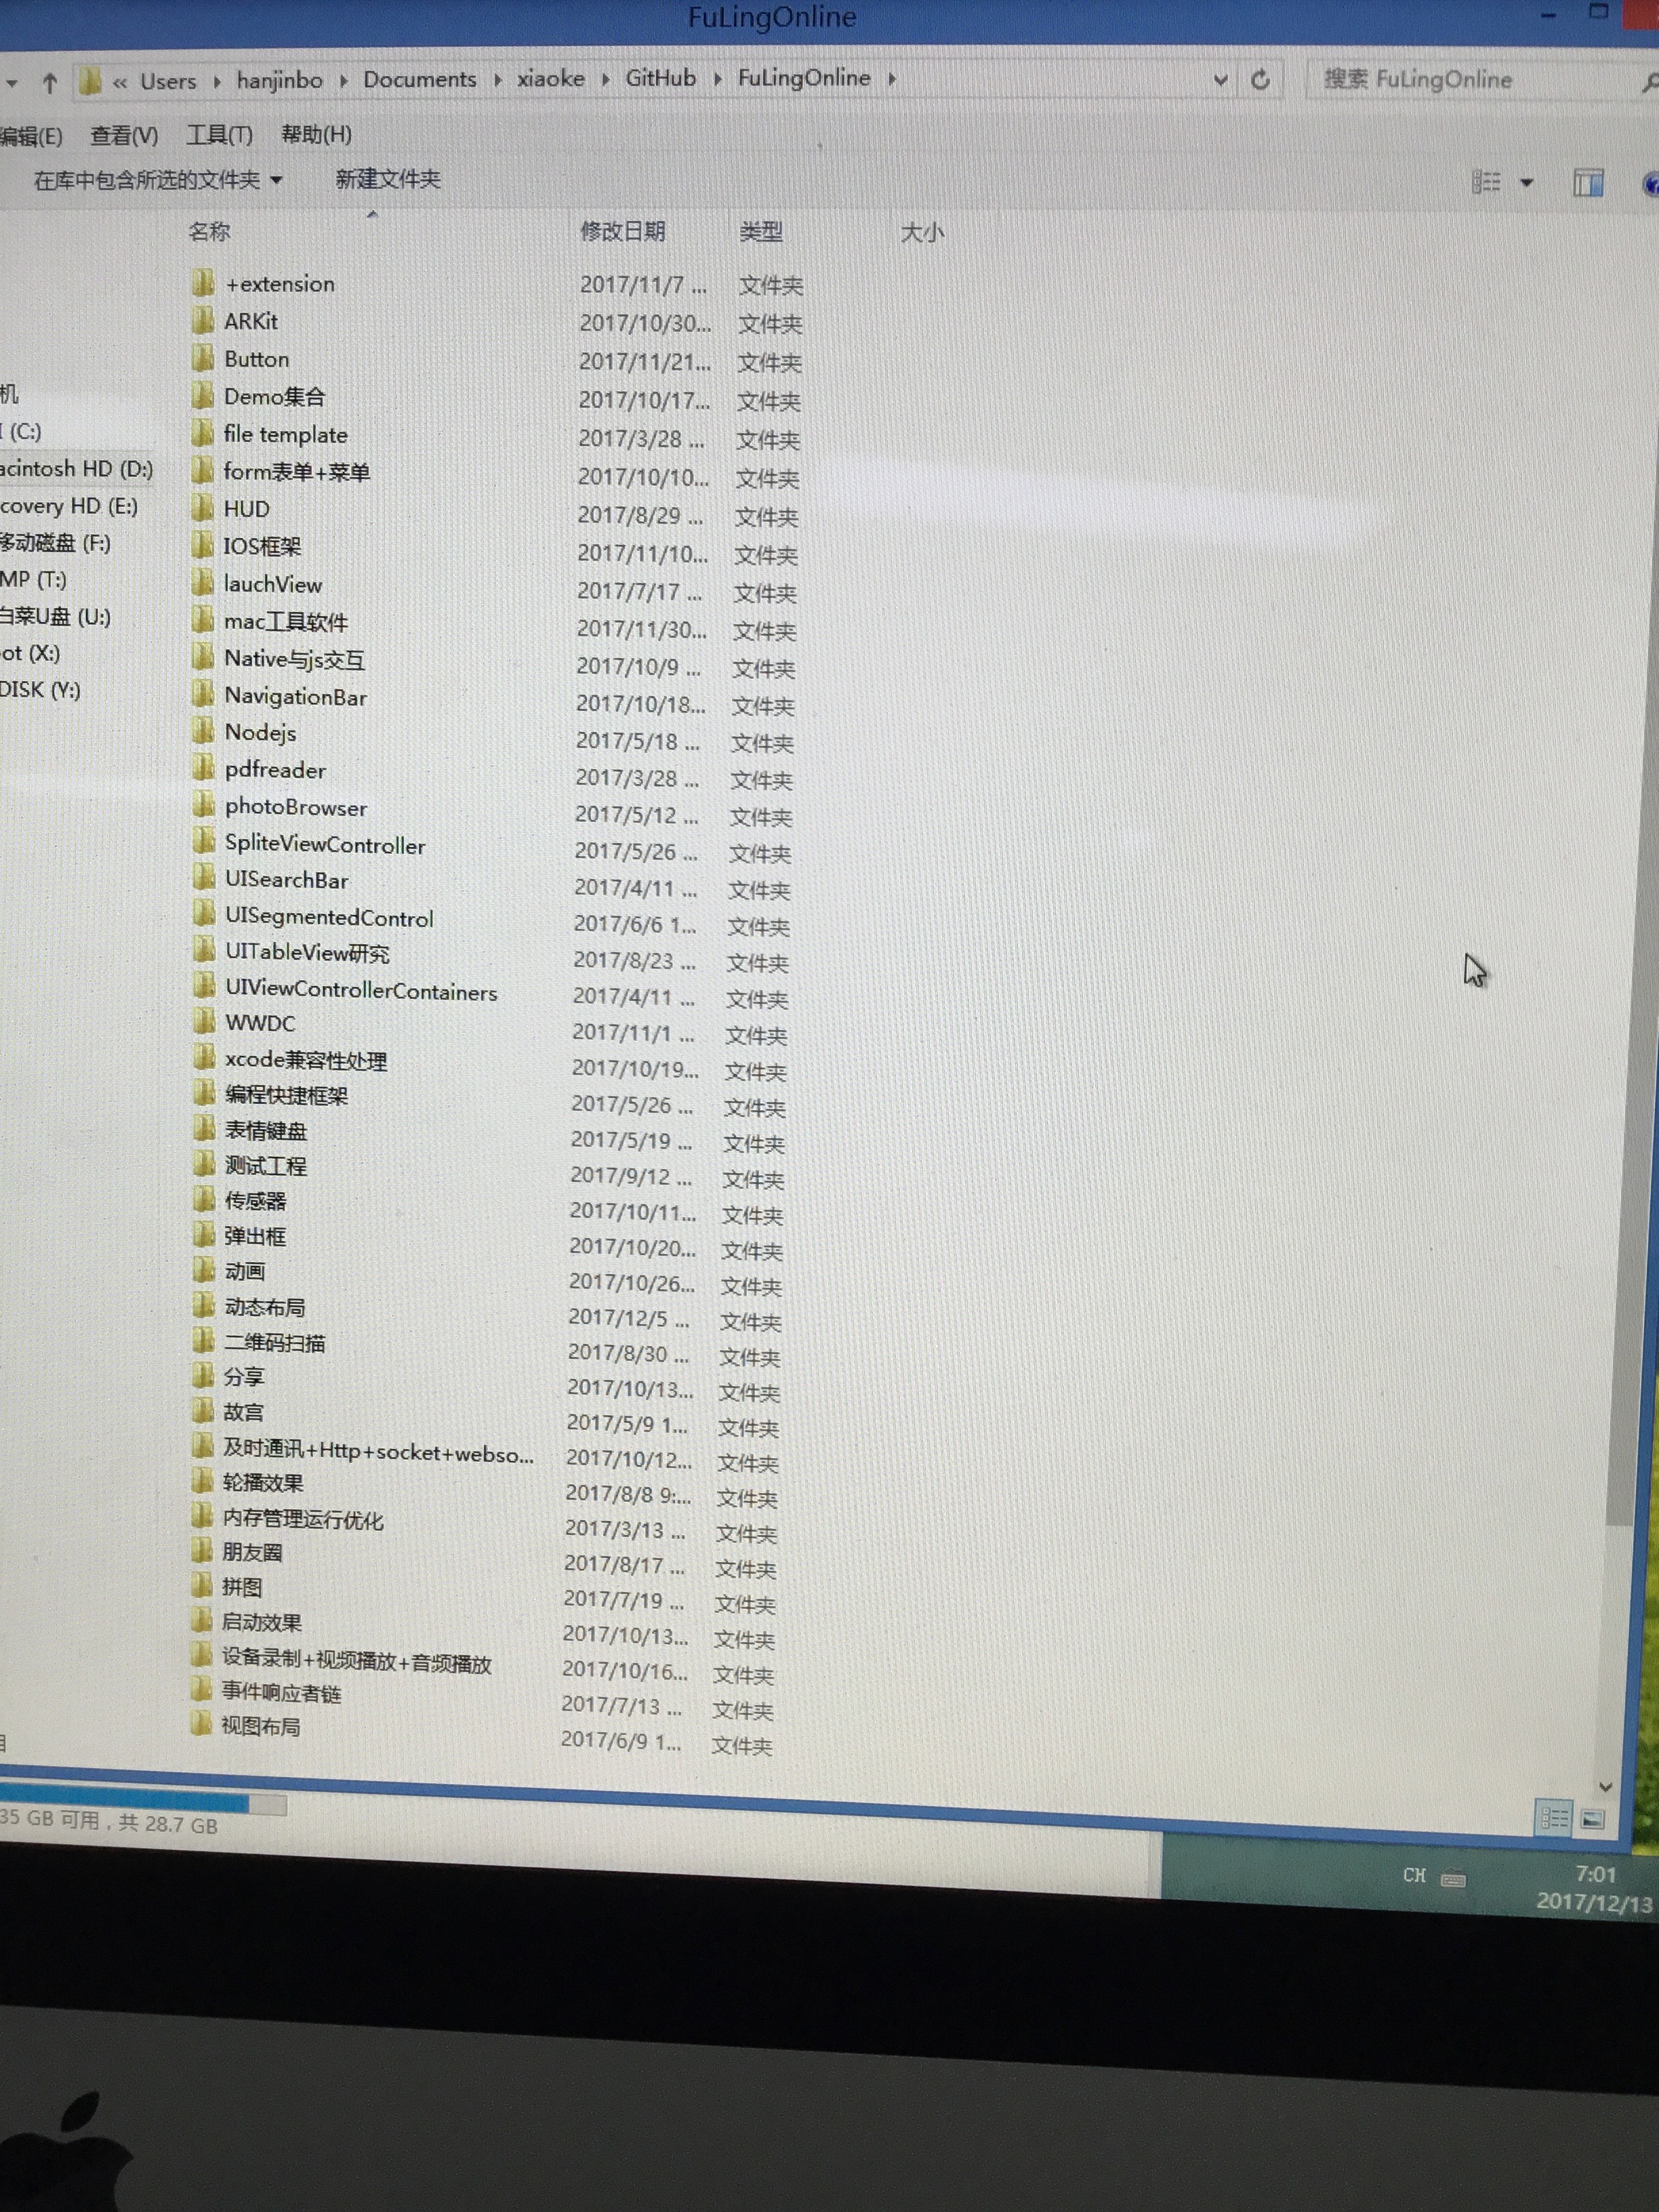 FuLingOnline
« Users hanjinbo Documents xiaoke GitHub FuLingOnline 搜索 FuLingOnline
编辑(E) 查看(V) 工具(T) 帮助(H)
在库中包含所选的文件夹 新建文件夹
名称 修改日期 类型 大小
+extension 2017/11/7 ... 文件夹
ARKit 2017/10/30... 文件夹
Button 2017/11/21... 文件夹
Demo集合 2017/10/17... 文件夹
file template 2017/3/28 ... 文件夹
form表单+菜单 2017/10/10... 文件夹
HUD 2017/8/29 ... 文件夹
IOS框架 2017/11/10... 文件夹
lauchView 2017/7/17 ... 文件夹
mac工具软件 2017/11/30... 文件夹
Native与js交互 2017/10/9 ... 文件夹
NavigationBar 2017/10/18... 文件夹
Nodejs 2017/5/18 ... 文件夹
pdfreader 2017/3/28 ... 文件夹
photoBrowser 2017/5/12 ... 文件夹
SpliteViewController 2017/5/26 ... 文件夹
UISearchBar 2017/4/11 ... 文件夹
UISegmentedControl 2017/6/6 1... 文件夹
UITableView研究 2017/8/23 ... 文件夹
UIViewControllerContainers 2017/4/11 ... 文件夹
WWDC 2017/11/1 ... 文件夹
xcode兼容性处理 2017/10/19... 文件夹
编程快捷框架 2017/5/26 ... 文件夹
表情键盘 2017/5/19 ... 文件夹
测试工程 2017/9/12 ... 文件夹
传感器 2017/10/11... 文件夹
弹出框 2017/10/20... 文件夹
动画 2017/10/26... 文件夹
动态布局 2017/12/5 ... 文件夹
二维码扫描 2017/8/30 ... 文件夹
分享 2017/10/13... 文件夹
故宫 2017/5/9 1... 文件夹
及时通讯+Http+socket+webso... 2017/10/12... 文件夹
轮播效果 2017/8/8 9:... 文件夹
内存管理运行优化 2017/3/13 ... 文件夹
朋友圈 2017/8/17 ... 文件夹
拼图 2017/7/19 ... 文件夹
启动效果 2017/10/13... 文件夹
设备录制+视频播放+音频播放 2017/10/16... 文件夹
事件响应者链 2017/7/13 ... 文件夹
视图布局 2017/6/9 1... 文件夹
机
(C:)
acintosh HD (D:)
covery HD (E:)
移动磁盘 (F:)
MP (T:)
白菜U盘 (U:)
ot (X:)
DISK (Y:)
35 GB 可用，共 28.7 GB
CH 7:01
2017/12/13